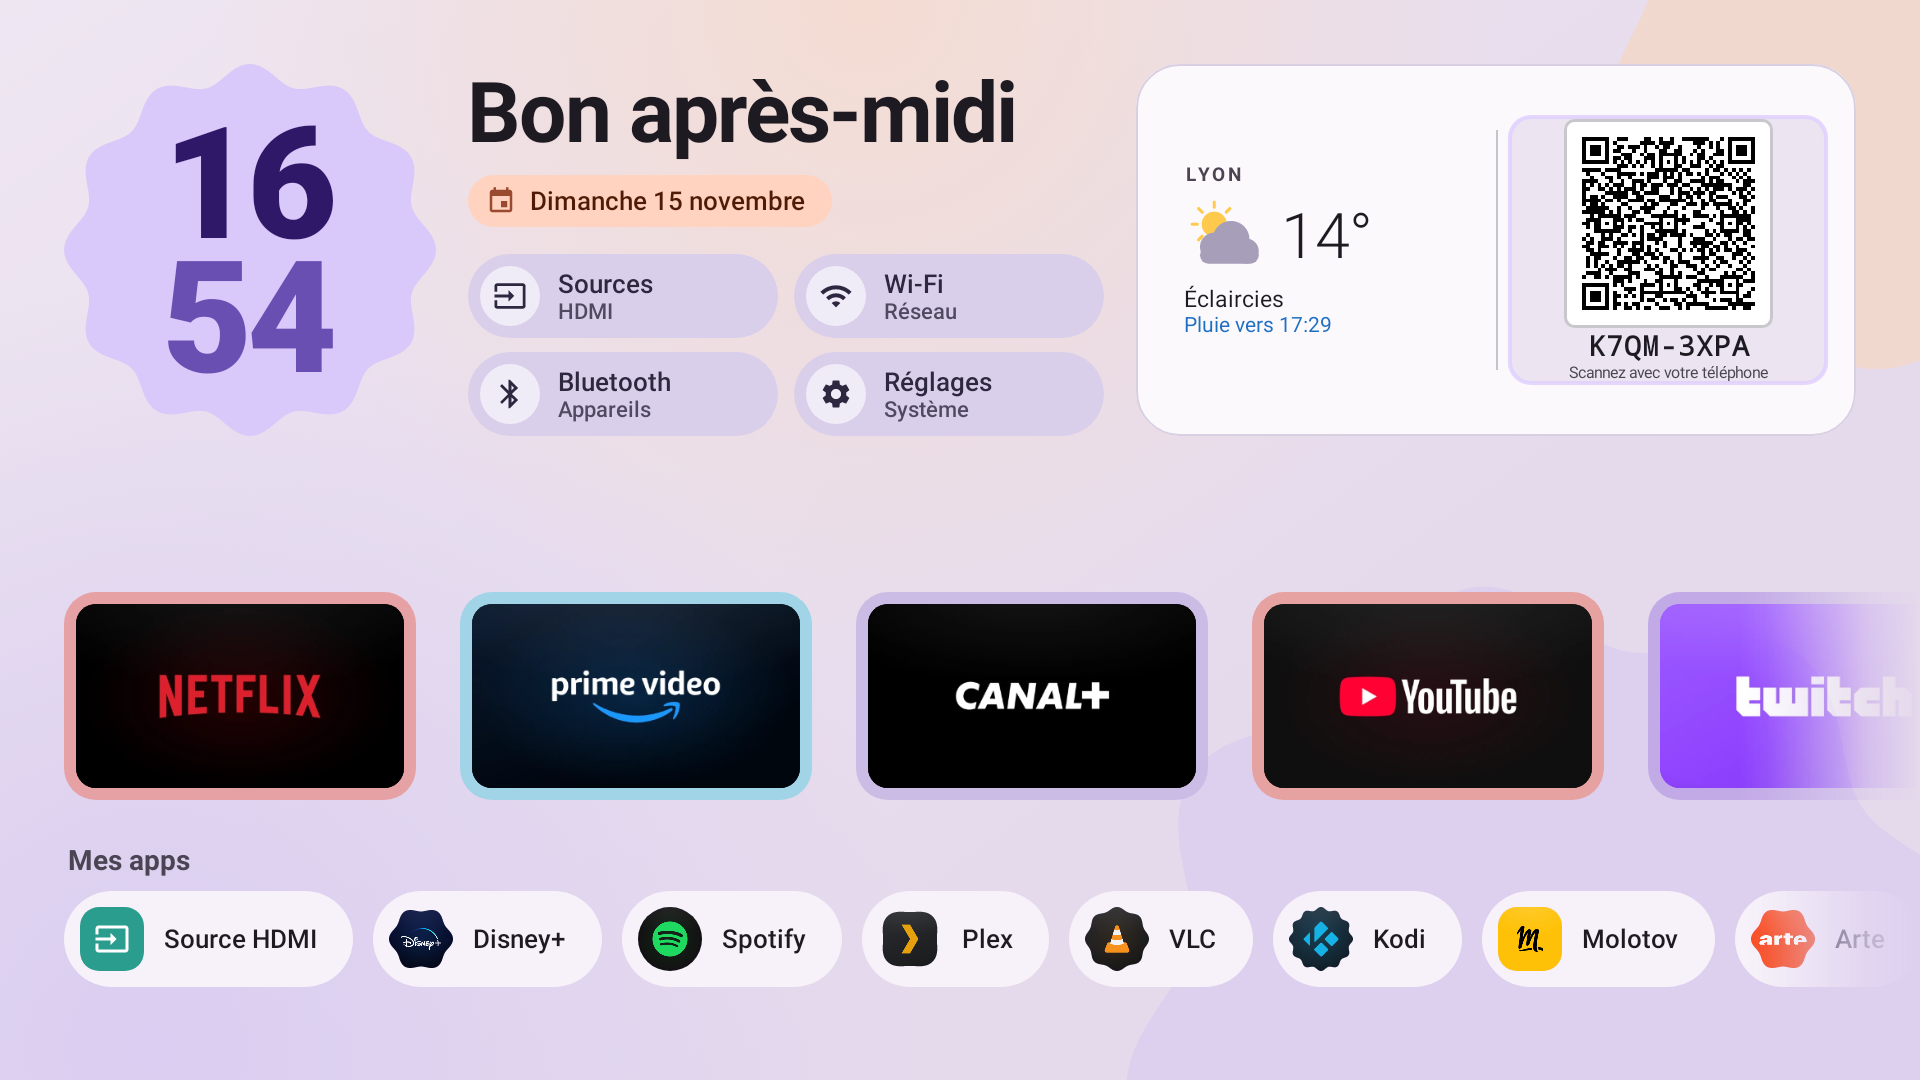 16
54
Bon après-midi
Dimanche 15 novembre
Sources
HDMI
Wi-Fi
Réseau
Bluetooth
Appareils
Réglages
Système
LYON
14°
Éclaircies
Pluie vers 17:29
K7QM-3XPA
Scannez avec votre téléphone
NETFLIX
prime video
CANAL+
YouTube
twitch
Mes apps
Source HDMI
Disney+
Disney+
Spotify
Plex
VLC
Kodi
M
Molotov
arte
Arte